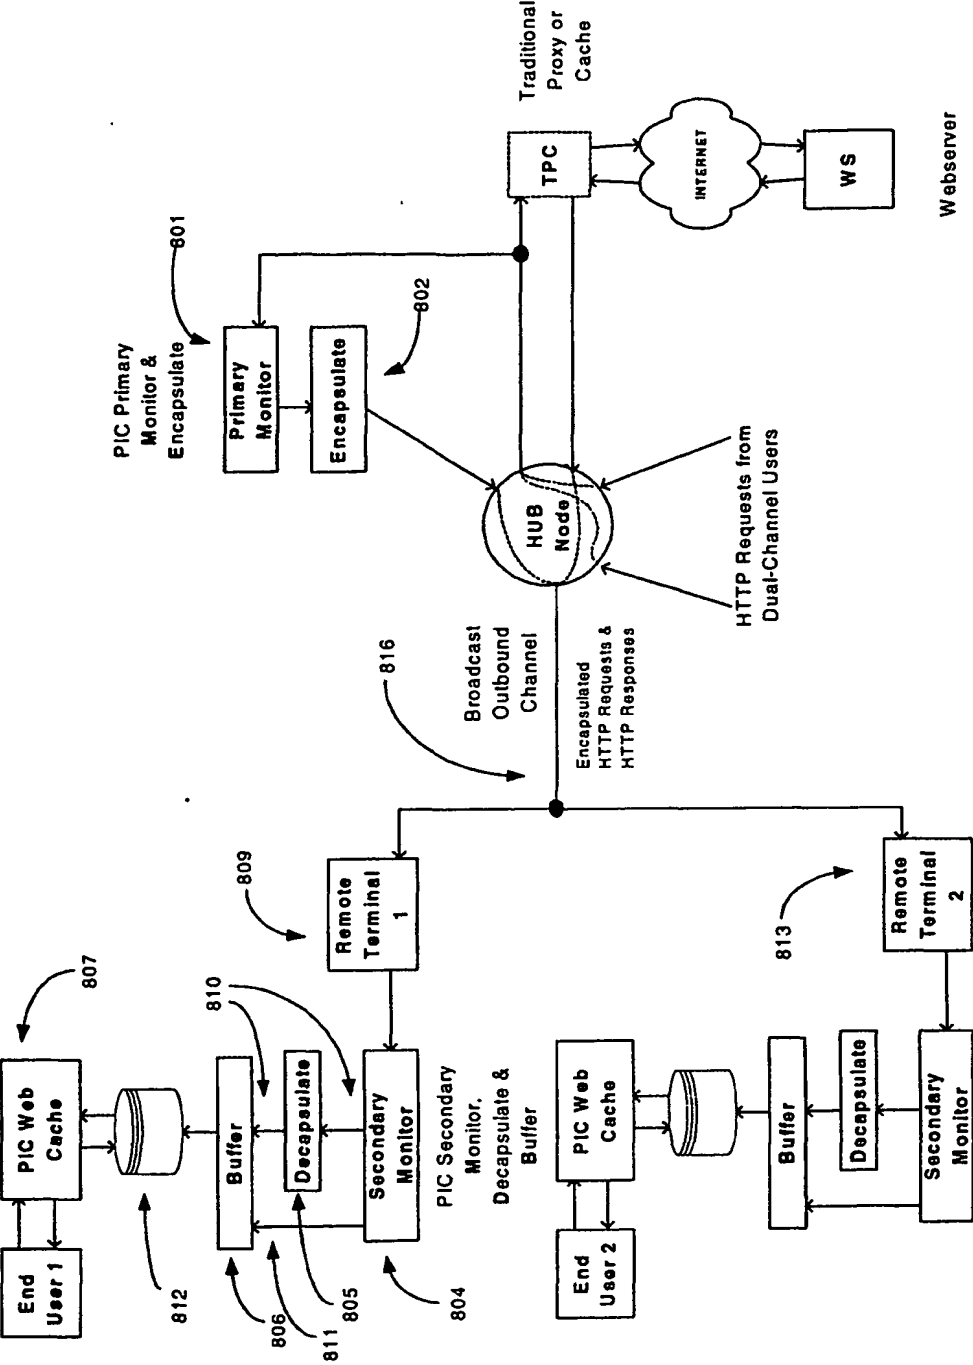 End
User 1
PIC Web
Cache
807
812
806
Buffer
810
811
805
Decapsulate
809
804
Secondary
Monitor
Remote
Terminal
1
PIC Secondary
Monitor.
Decapsulate &
Buffer
816
PIC Primary
Monitor &
Encapsulate
801
Primary
Monitor
Encapsulate
802
Broadcast
Outbound
Channel
HUB
Node
Traditional
Proxy or
Cache
TPC
Encapsulated
HTTP Requests &
HTTP Responses
End
User 2
PIC Web
Cache
INTERNET
HTTP Requests from
Dual-Channel Users
Buffer
813
Decapsulate
WS
Remote
Terminal
2
Secondary
Monitor
Webserver